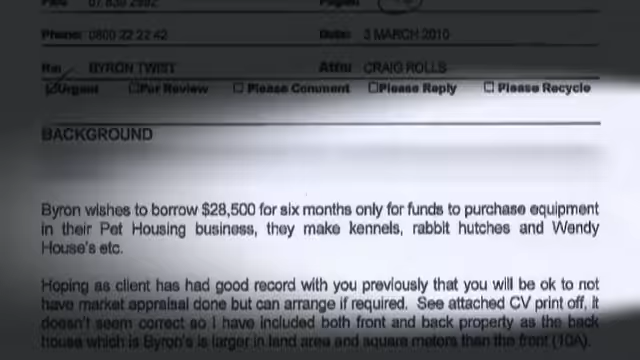 Phone: 0800 22 22 42 Date: 3 MARCH 2010
Re: BYRON TWIST Attn: CRAIG ROLLS
☑Urgent ☐For Review ☐ Please Comment ☐Please Reply ☐ Please Recycle
BACKGROUND
Byron wishes to borrow $28,500 for six months only for funds to purchase equipment
in their Pet Housing business, they make kennels, rabbit hutches and Wendy
House's etc.
Hoping as client has had good record with you previously that you will be ok to not
have market appraisal done but can arrange if required. See attached CV print off, it
doesn't seem correct so I have included both front and back property as the back
house which is Byron's is larger in land area and square meters than the front (10A).